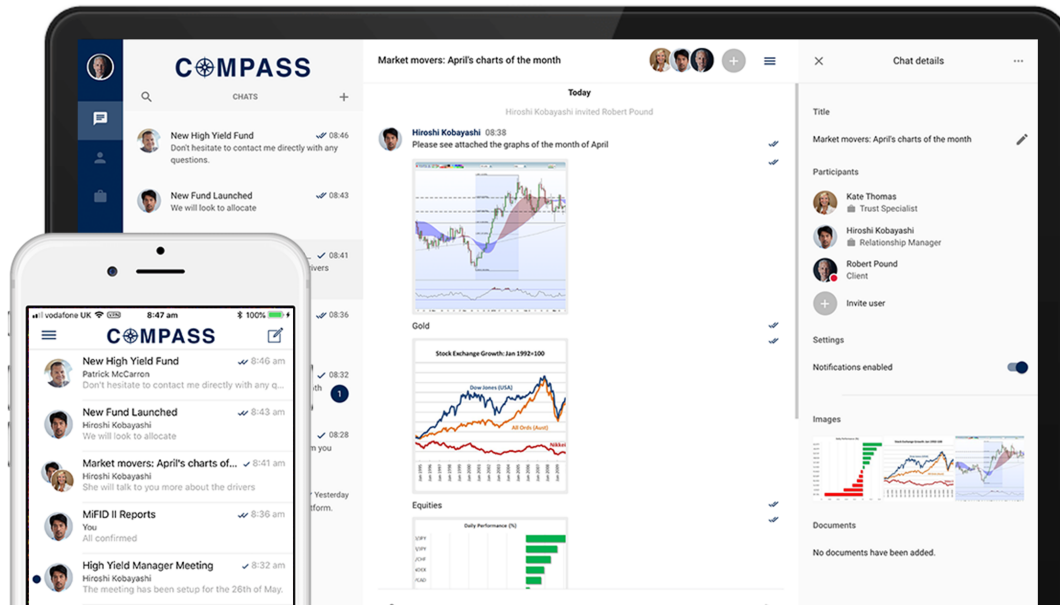 COMPASS
CHATS
New High Yield Fund
08:46
Don't hesitate to contact me directly with any
questions.
New Fund Launched
08:43
We will look to allocate
08:41
08:36
08:32
1
08:28
Yesterday
Market movers: April's charts of the month
Today
Hiroshi Kobayashi invited Robert Pound
Hiroshi Kobayashi 08:38
Please see attached the graphs of the month of April
Gold
Stock Exchange Growth: Jan 1992=100
Dow Jones (USA)
All Ords (Aust)
Nikkei
Equities
Daily Performance (%)
Chat details
Title
Market movers: April's charts of the month
Participants
Kate Thomas
Trust Specialist
Hiroshi Kobayashi
Relationship Manager
Robert Pound
Client
Invite user
Settings
Notifications enabled
Images
Documents
No documents have been added.
vodafone UK
8:47 am
100%
COMPASS
New High Yield Fund
8:46 am
Patrick McCarron
Don't hesitate to contact me directly with any q...
New Fund Launched
8:43 am
Hiroshi Kobayashi
We will look to allocate
Market movers: April's charts of...
8:41 am
Hiroshi Kobayashi
She will talk to you more about the drivers
MiFID II Reports
8:36 am
You
All confirmed
High Yield Manager Meeting
8:32 am
Hiroshi Kobayashi
The meeting has been setup for the 26th of May.